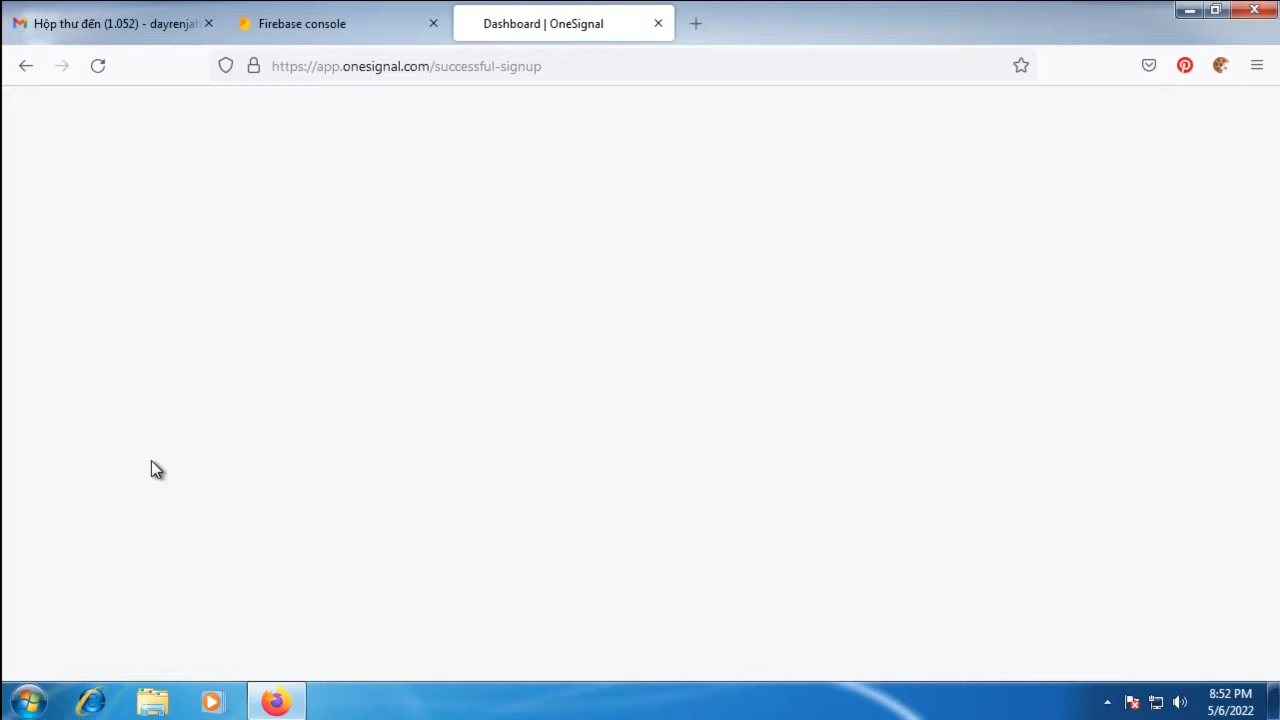 Hộp thư đến (1.052) - dayrenja
Firebase console
Dashboard | OneSignal
https://app.onesignal.com/successful-signup
8:52 PM
5/6/2022